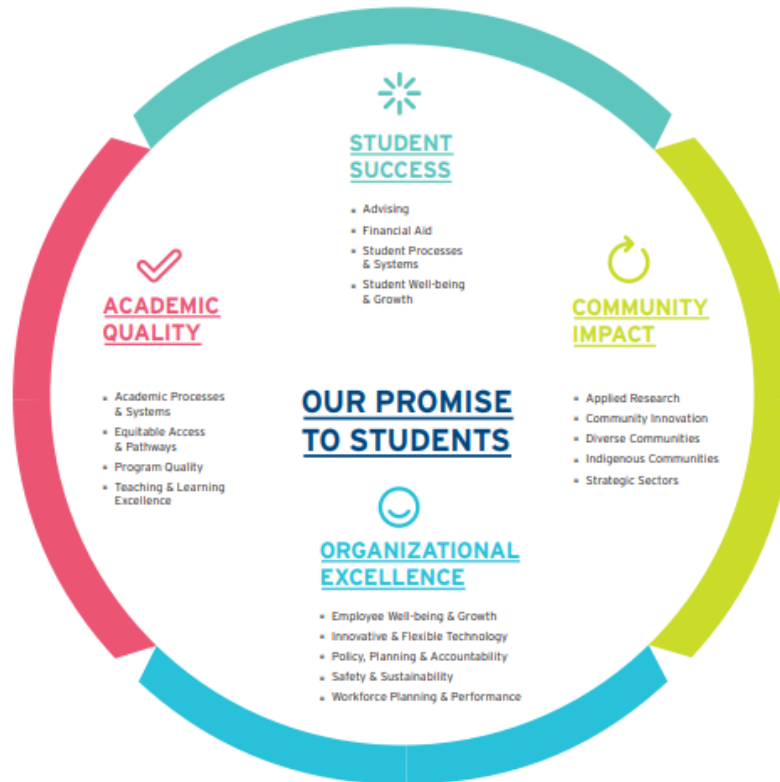 STUDENT
SUCCESS
Advising
Financial Aid
Student Processes
& Systems
Student Well-being
& Growth
ACADEMIC
QUALITY
Academic Processes
& Systems
Equitable Access
& Pathways
Program Quality
Teaching & Learning
Excellence
COMMUNITY
IMPACT
Applied Research
Community Innovation
Diverse Communities
Indigenous Communities
Strategic Sectors
OUR PROMISE
TO STUDENTS
ORGANIZATIONAL
EXCELLENCE
Employee Well-being & Growth
Innovative & Flexible Technology
Policy, Planning & Accountability
Safety & Sustainability
Workforce Planning & Performance